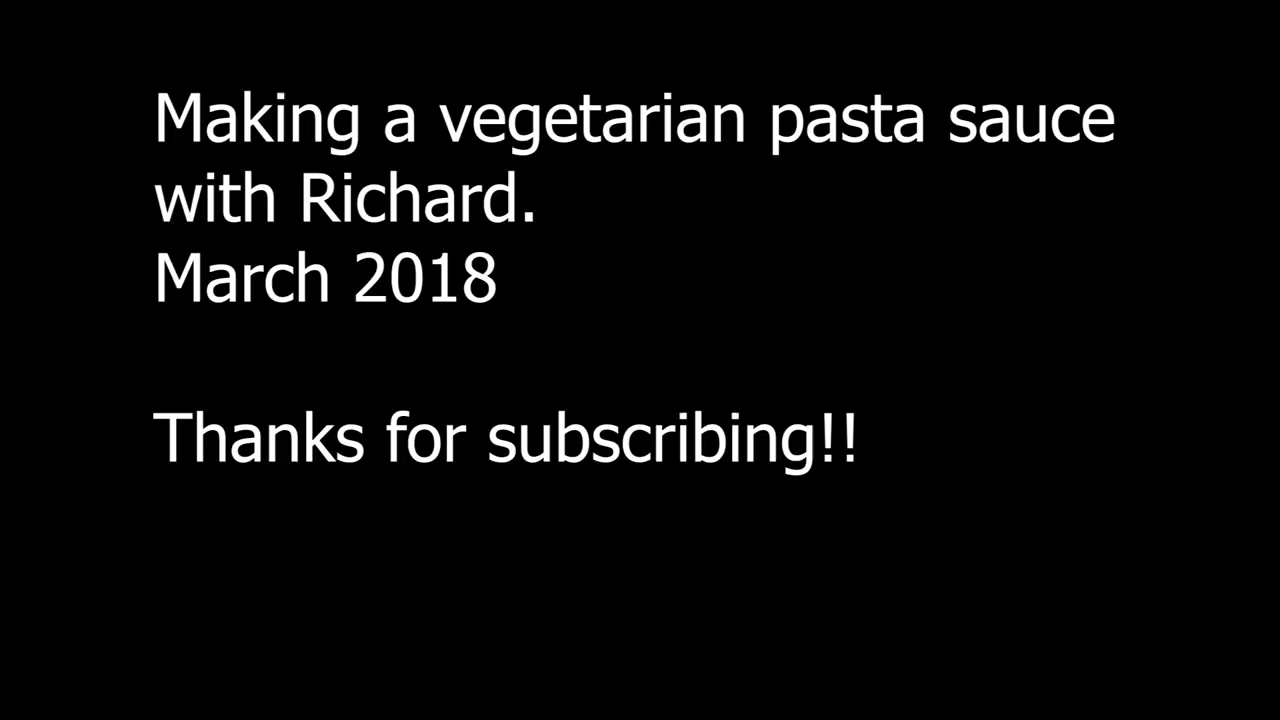 Making a vegetarian pasta sauce
with Richard.
March 2018
Thanks for subscribing!!